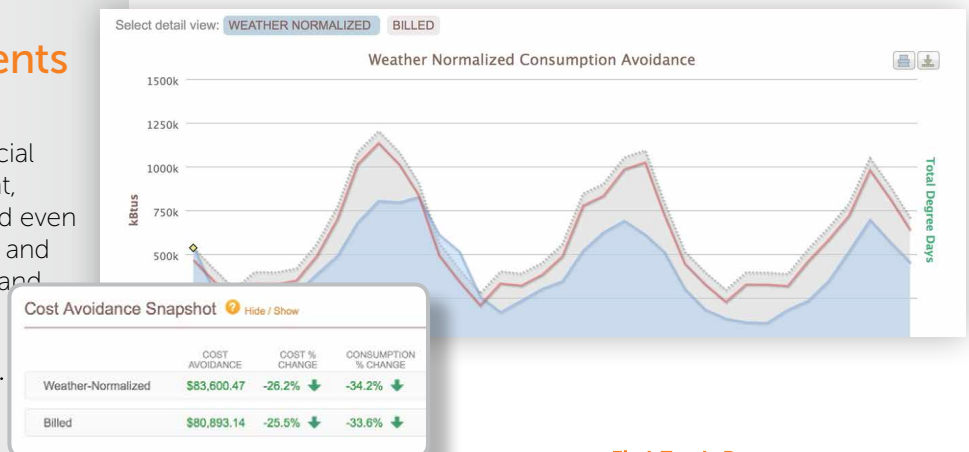 ents
cial
t,
d even
and
and
.
Select detail view: WEATHER NORMALIZED BILLED
Weather Normalized Consumption Avoidance
1500k
1250k
1000k
750k
500k
kBtus
Total Degree Days
Cost Avoidance Snapshot ? Hide / Show
COST AVOIDANCE COST % CHANGE CONSUMPTION % CHANGE
Weather-Normalized $83,600.47 -26.2% -34.2%
Billed $80,893.14 -25.5% -33.6%